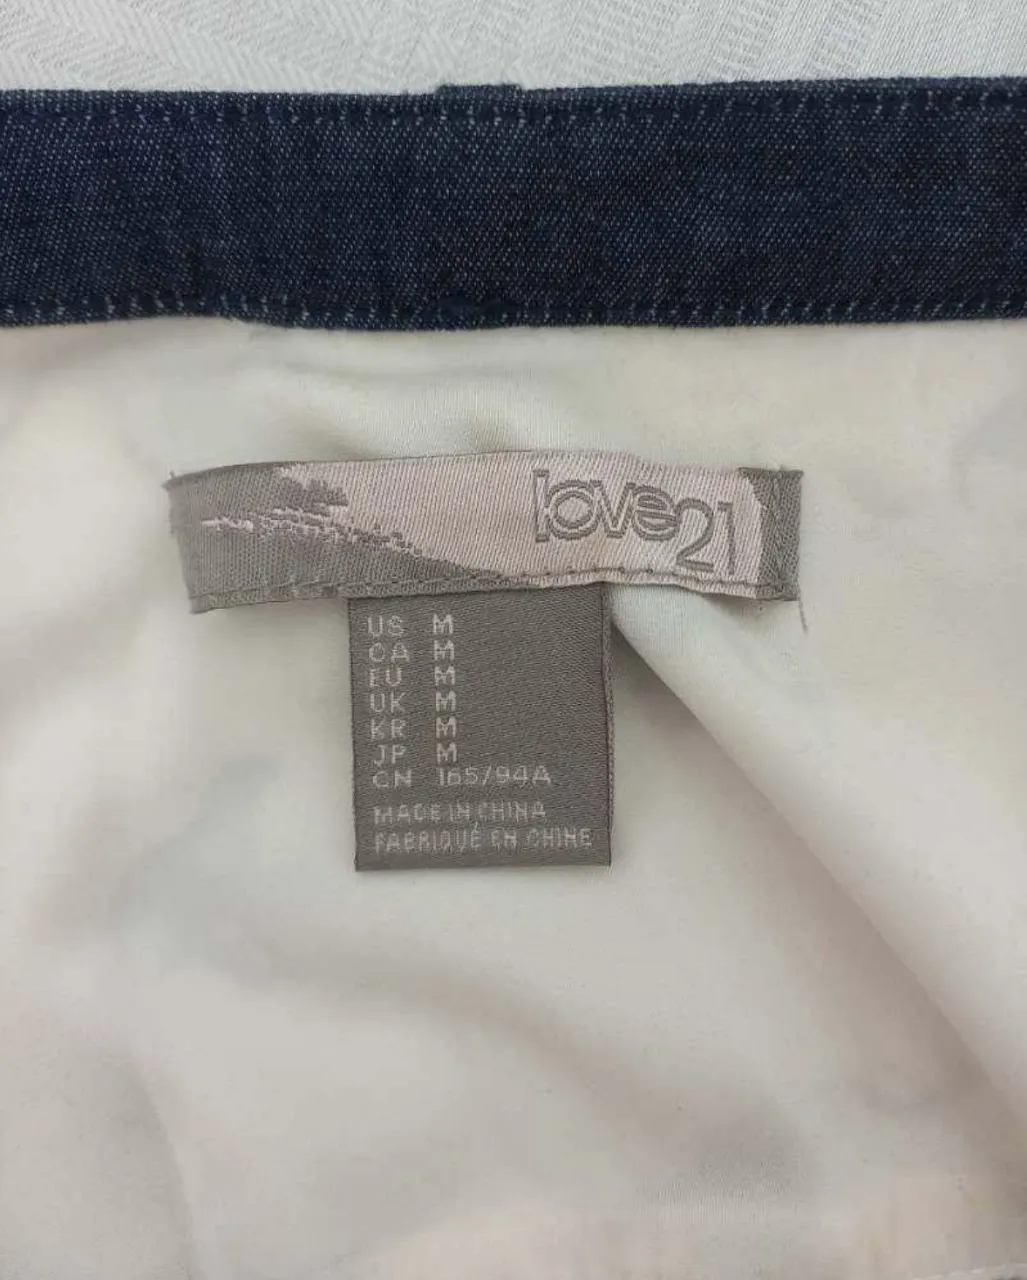 love21
US M
CA M
EU M
UK M
KR M
JP M
CN 165/94A
MADE IN CHINA
FABRIQUÉ EN CHINE